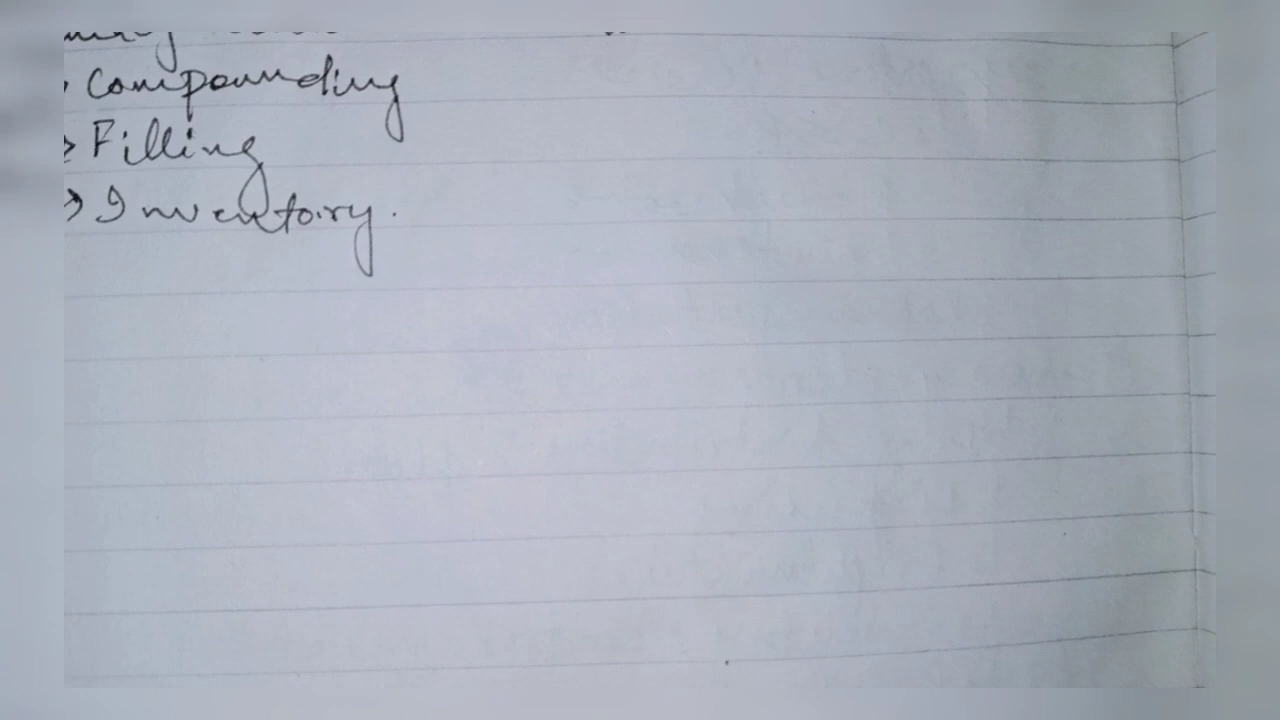 → Compounding
→ Filling
→ Inventory.